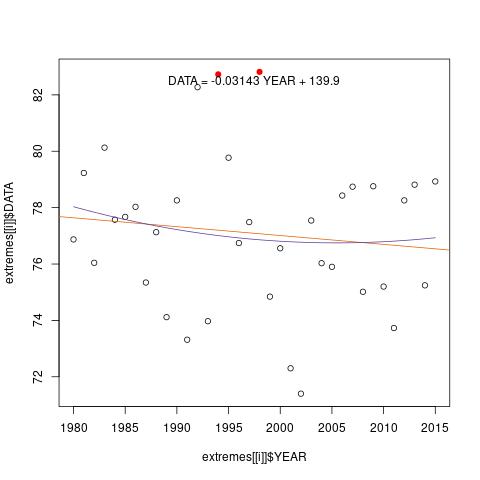 DATA = -0.03143 YEAR + 139.9
82
80
78
76
74
72
extremes[[i]]$DATA
1980 1985 1990 1995 2000 2005 2010 2015
extremes[[i]]$YEAR